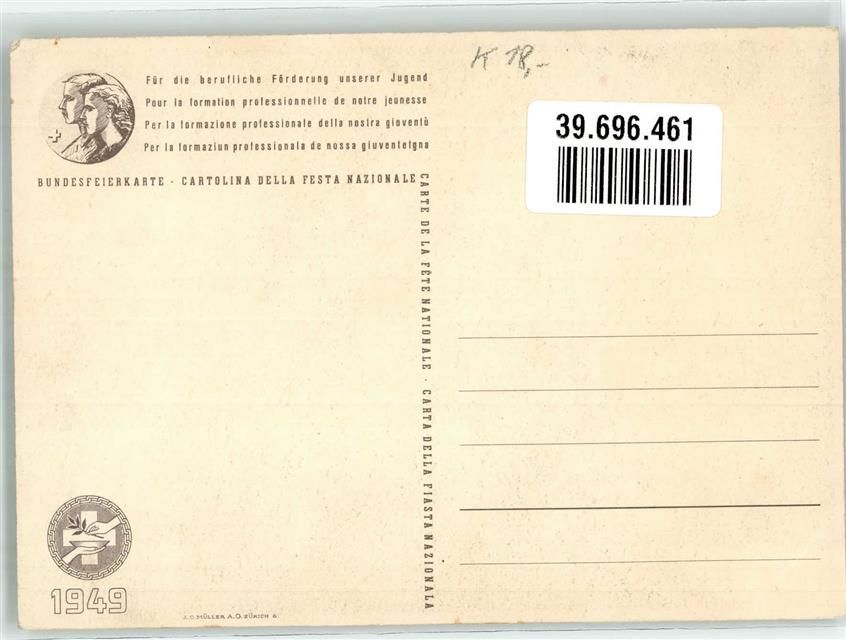 Für die berufliche Förderung unserer Jugend
Pour la formation professionnelle de notre jeunesse
Per la formazione professionale della nostra gioventù
Per la formaziun professionala de nossa giuventetgna
BUNDESFEIERKARTE · CARTOLINA DELLA FESTA NAZIONALE
CARTE DE LA FÊTE NATIONALE · CARTA DELLA FIASTA NAZIONALA
K 18,-
39.696.461
1949
J.C.MÜLLER A.G. ZÜRICH 8